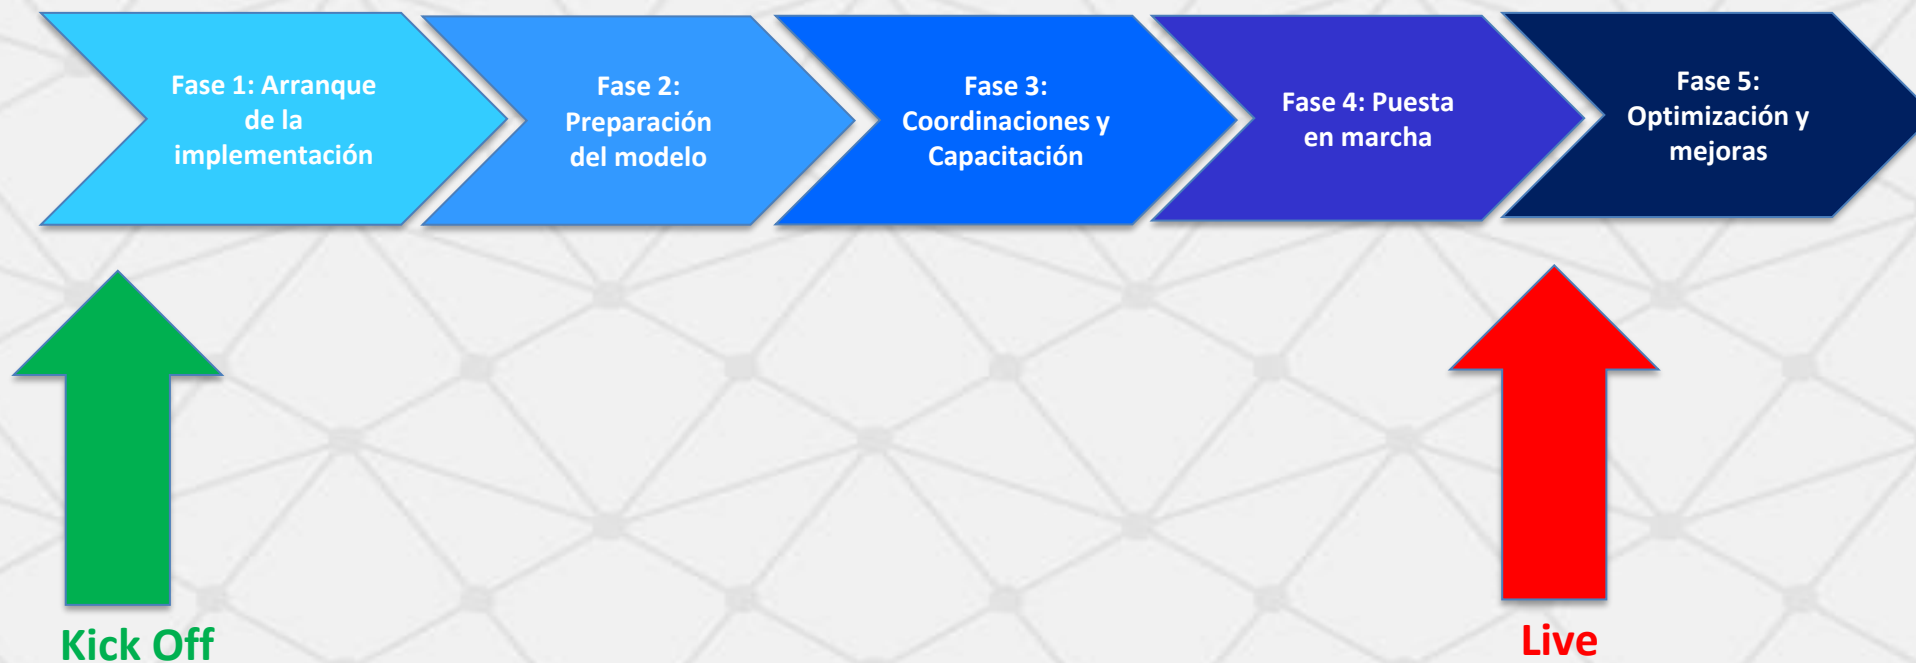 Fase 1: Arranque
de la
implementación
Fase 2:
Preparación
del modelo
Fase 3:
Coordinaciones y
Capacitación
Fase 4: Puesta
en marcha
Fase 5:
Optimización y
mejoras
Kick Off
Live